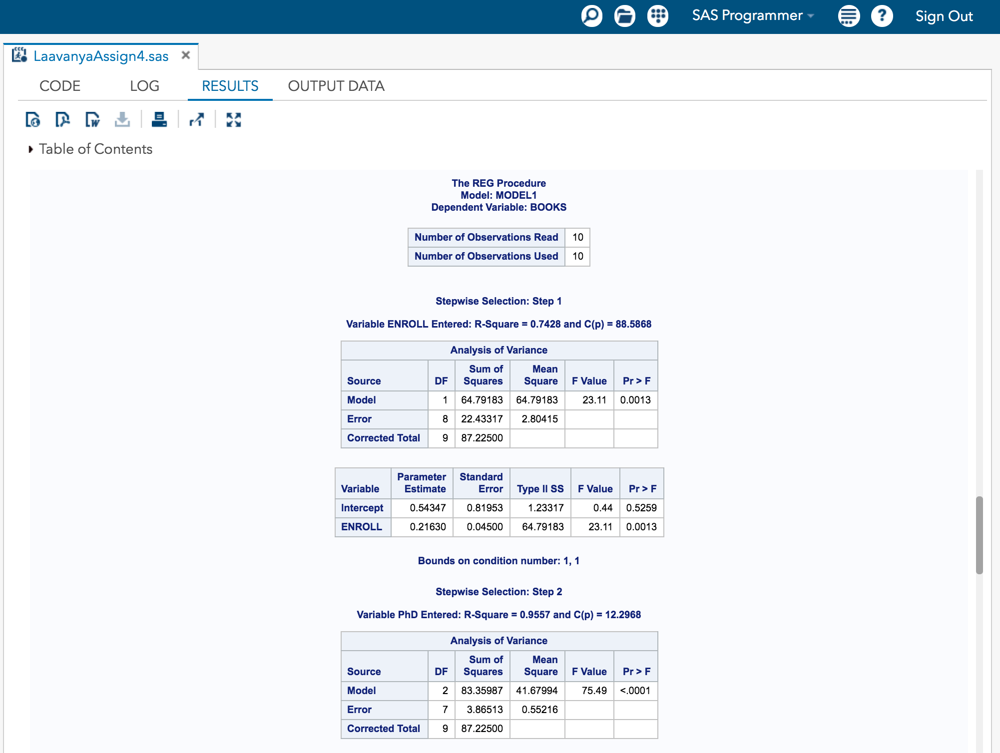 SAS Programmer
Sign Out
LaavanyaAssign4.sas
CODE LOG RESULTS OUTPUT DATA
Table of Contents
The REG Procedure
Model: MODEL1
Dependent Variable: BOOKS
Number of Observations Read 10
Number of Observations Used 10
Stepwise Selection: Step 1
Variable ENROLL Entered: R-Square = 0.7428 and C(p) = 88.5868
Analysis of Variance
Source DF Sum of Squares Mean Square F Value Pr > F
Model 1 64.79183 64.79183 23.11 0.0013
Error 8 22.43317 2.80415
Corrected Total 9 87.22500
Variable Parameter Estimate Standard Error Type II SS F Value Pr > F
Intercept 0.54347 0.81953 1.23317 0.44 0.5259
ENROLL 0.21630 0.04500 64.79183 23.11 0.0013
Bounds on condition number: 1, 1
Stepwise Selection: Step 2
Variable PhD Entered: R-Square = 0.9557 and C(p) = 12.2968
Analysis of Variance
Source DF Sum of Squares Mean Square F Value Pr > F
Model 2 83.35987 41.67994 75.49 <.0001
Error 7 3.86513 0.55216
Corrected Total 9 87.22500